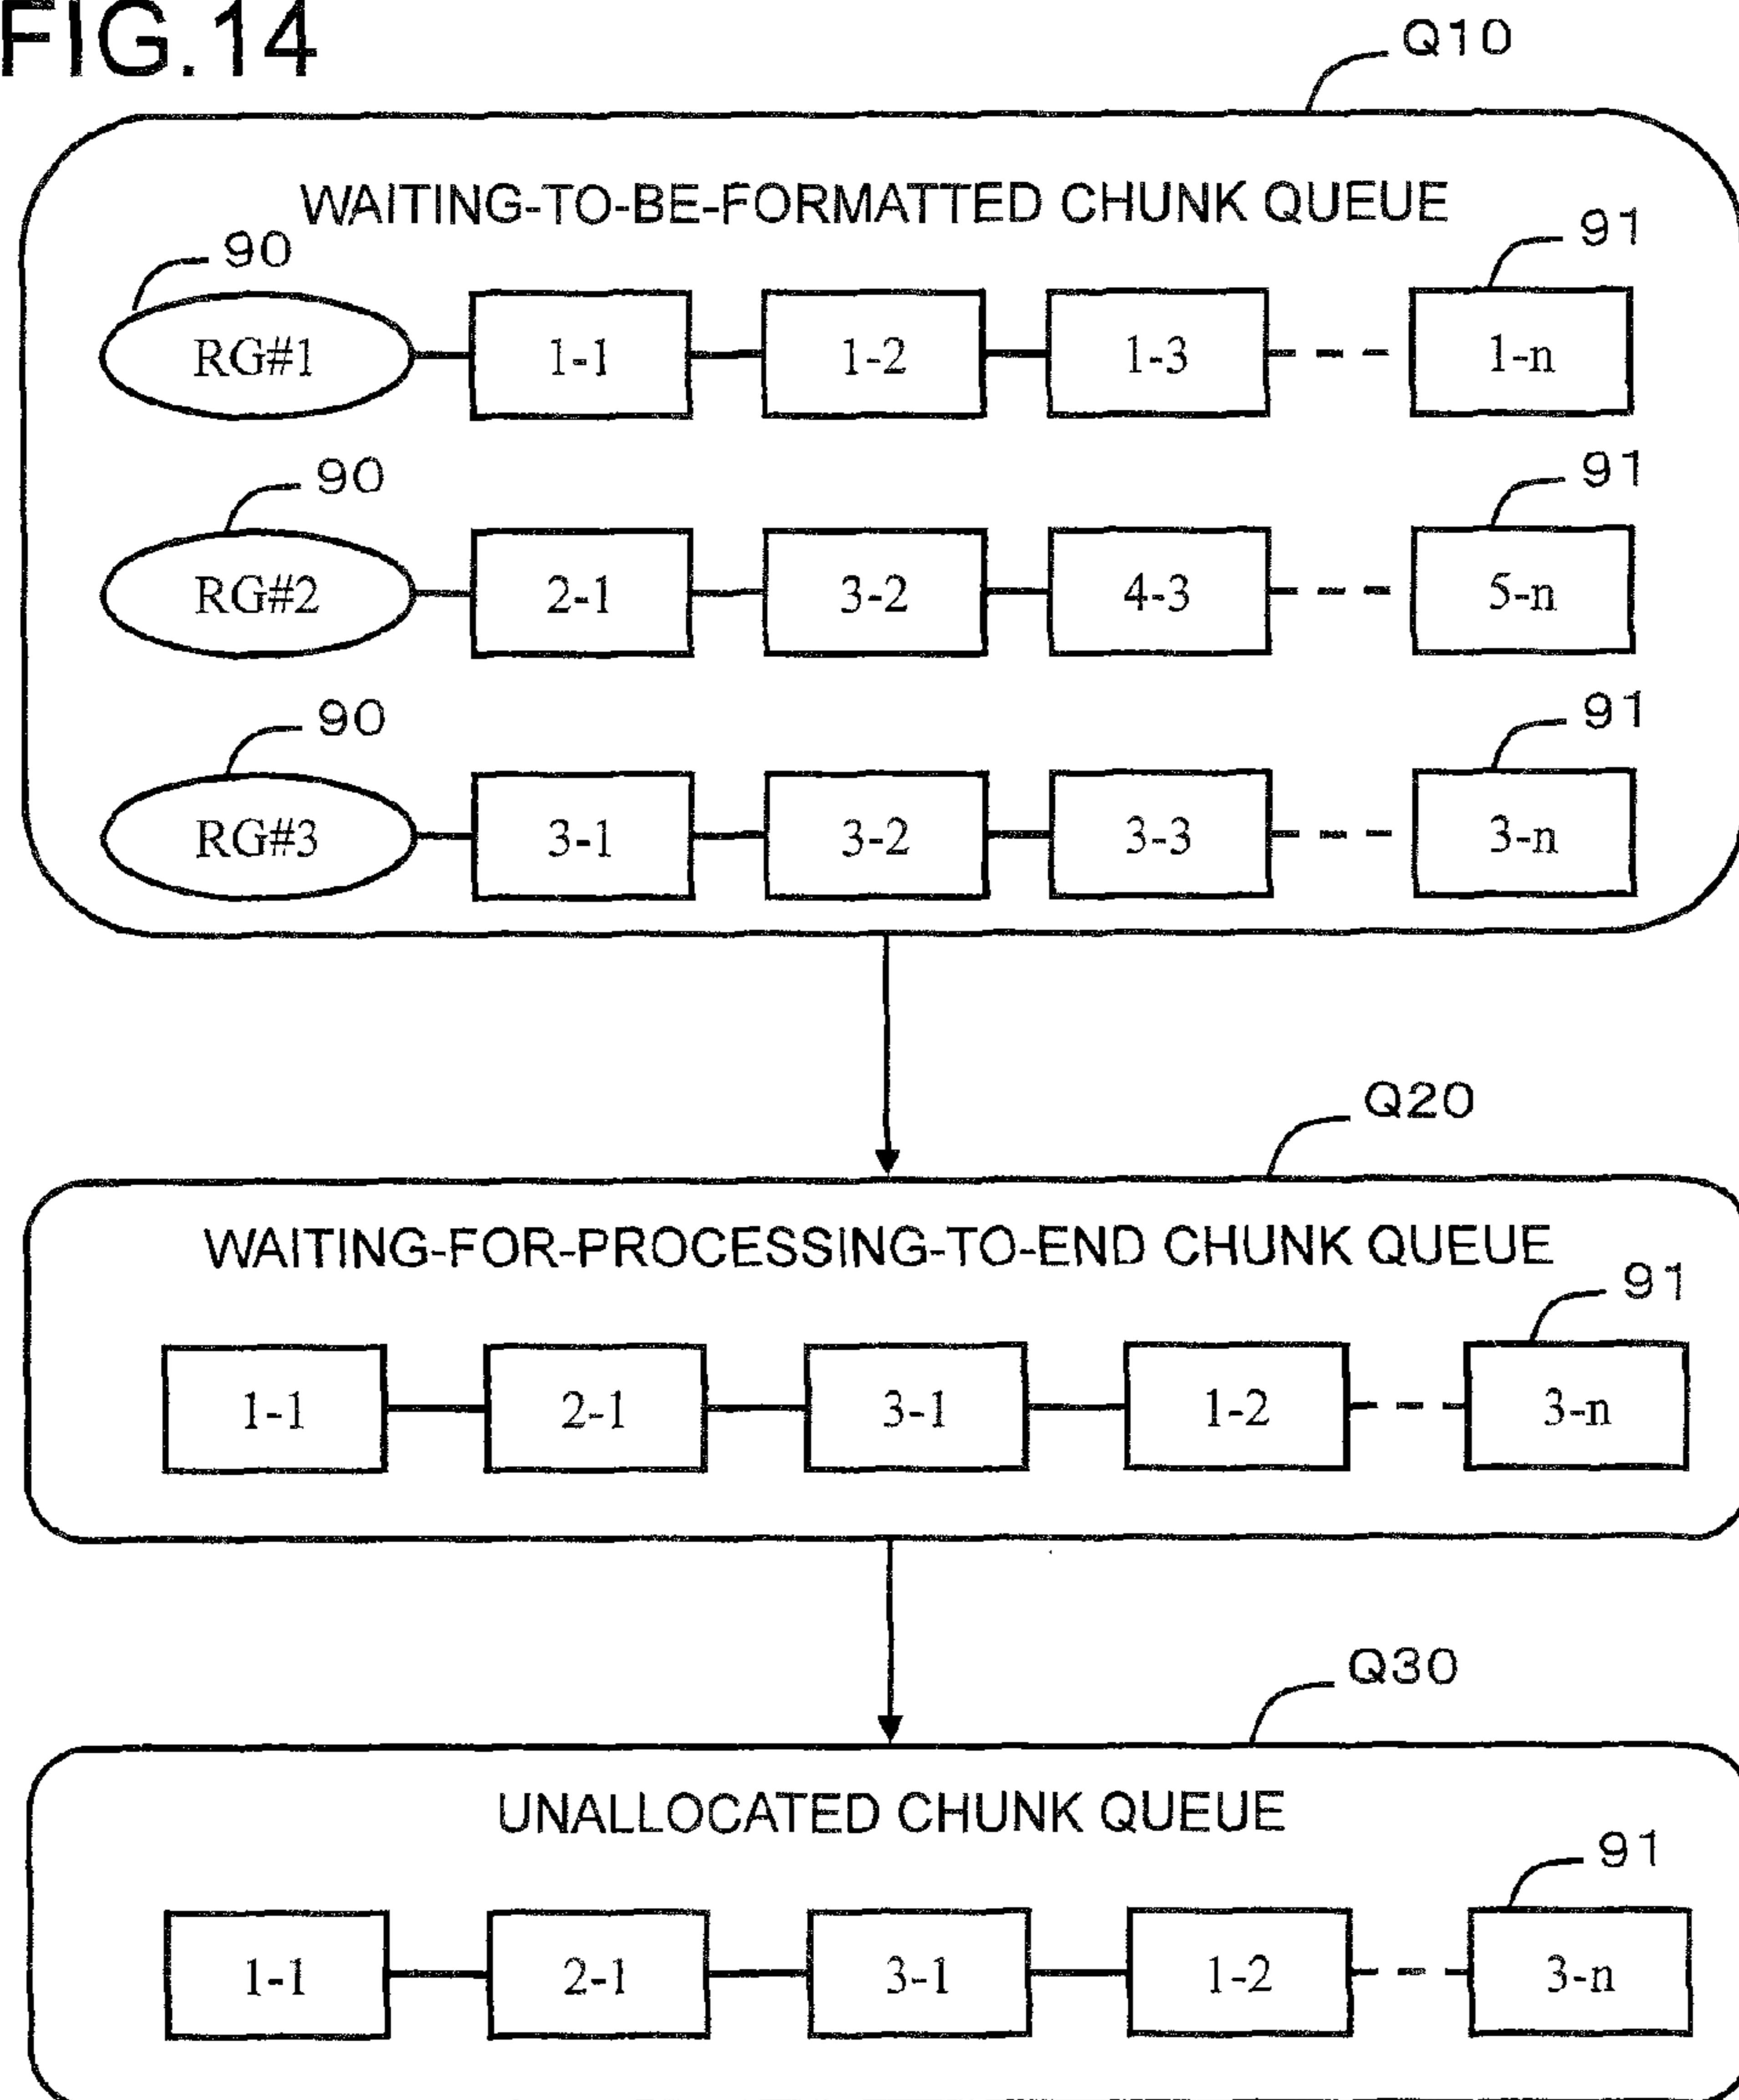 FIG.14
Q10
WAITING-TO-BE-FORMATTED CHUNK QUEUE
90
91
RG#1 1-1 1-2 1-3 1-n
90
91
RG#2 2-1 3-2 4-3 5-n
90
91
RG#3 3-1 3-2 3-3 3-n
Q20
WAITING-FOR-PROCESSING-TO-END CHUNK QUEUE
91
1-1 2-1 3-1 1-2 3-n
Q30
UNALLOCATED CHUNK QUEUE
91
1-1 2-1 3-1 1-2 3-n